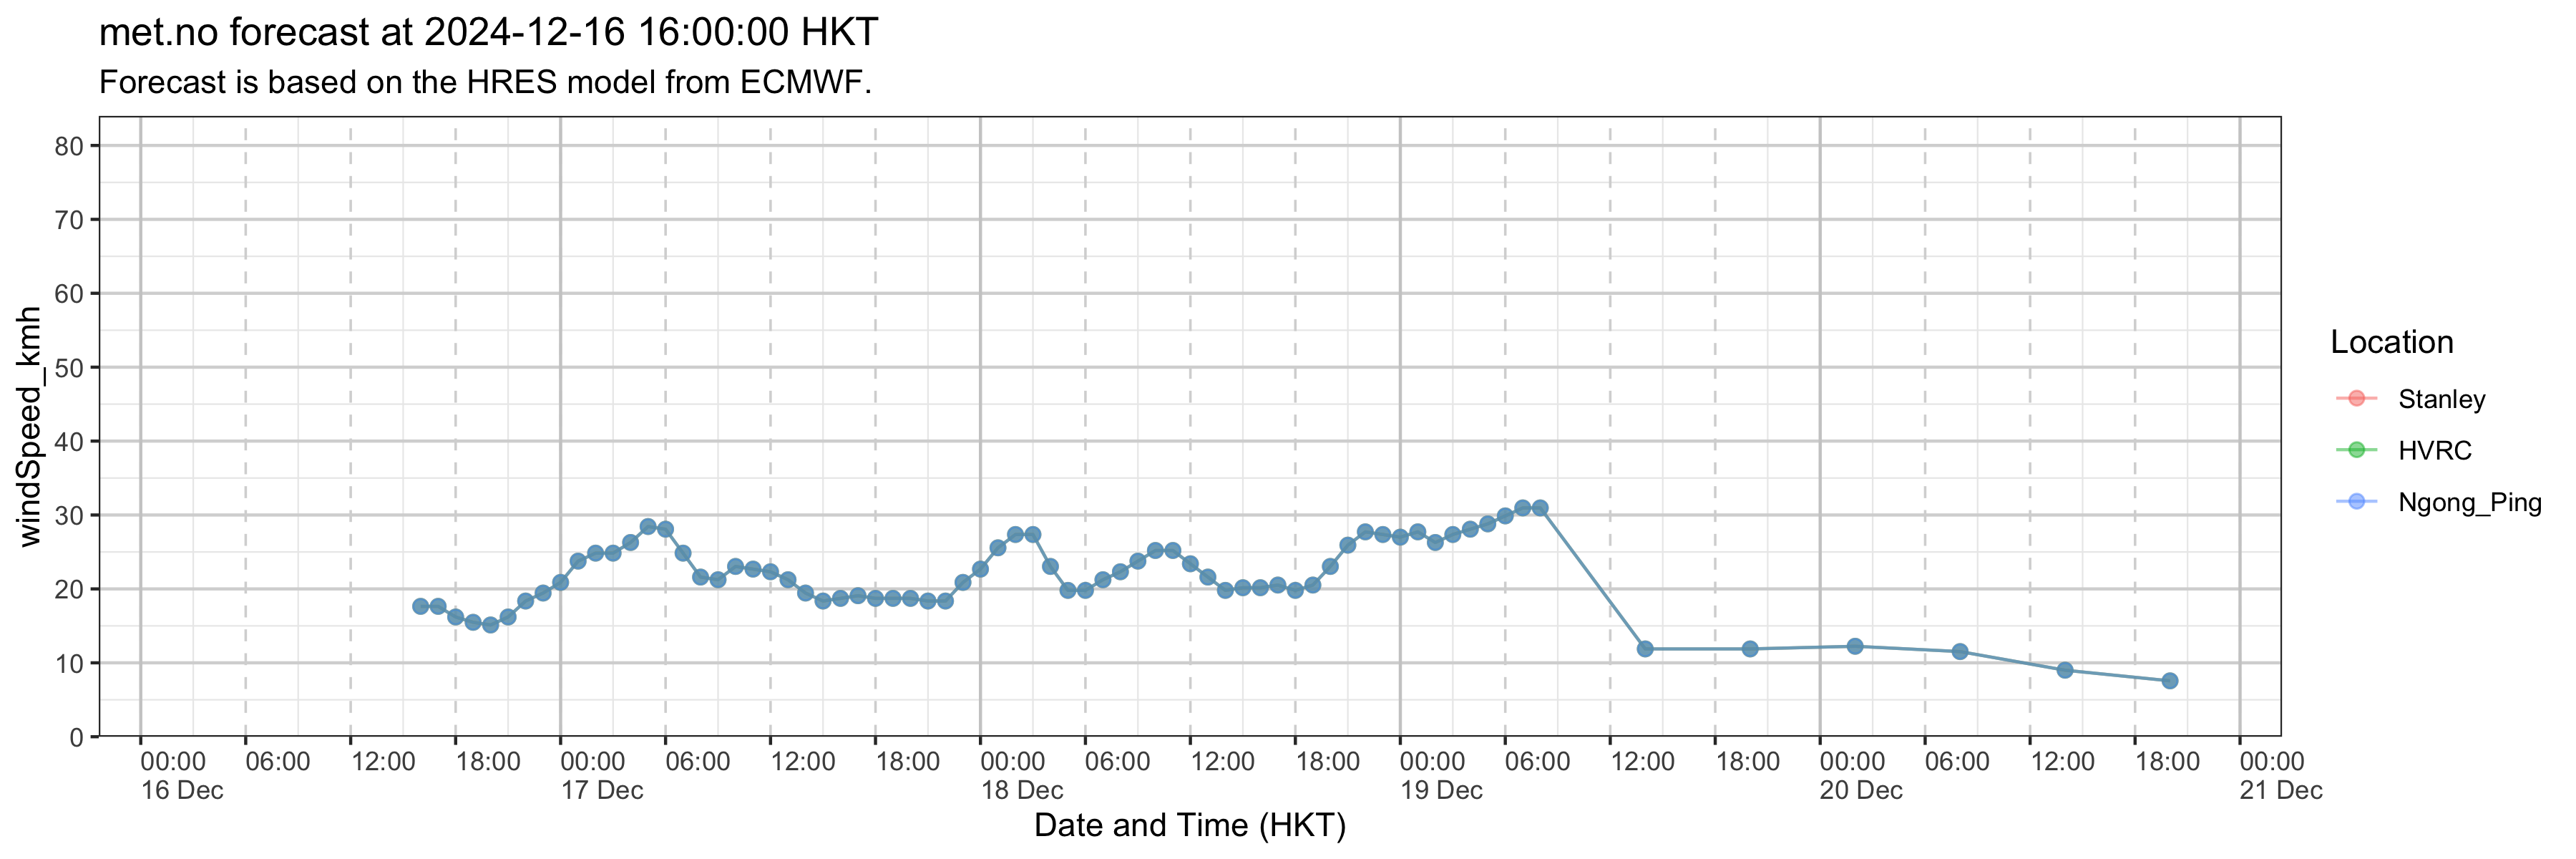 met.no forecast at 2024-12-16 16:00:00 HKT
Forecast is based on the HRES model from ECMWF.
windSpeed_kmh
80
70
60
50
40
30
20
10
0
00:00 06:00 12:00 18:00 00:00 06:00 12:00 18:00 00:00 06:00 12:00 18:00 00:00 06:00 12:00 18:00 00:00 06:00 12:00 18:00 00:00
16 Dec 17 Dec 18 Dec 19 Dec 20 Dec 21 Dec
Date and Time (HKT)
Location
Stanley
HVRC
Ngong_Ping